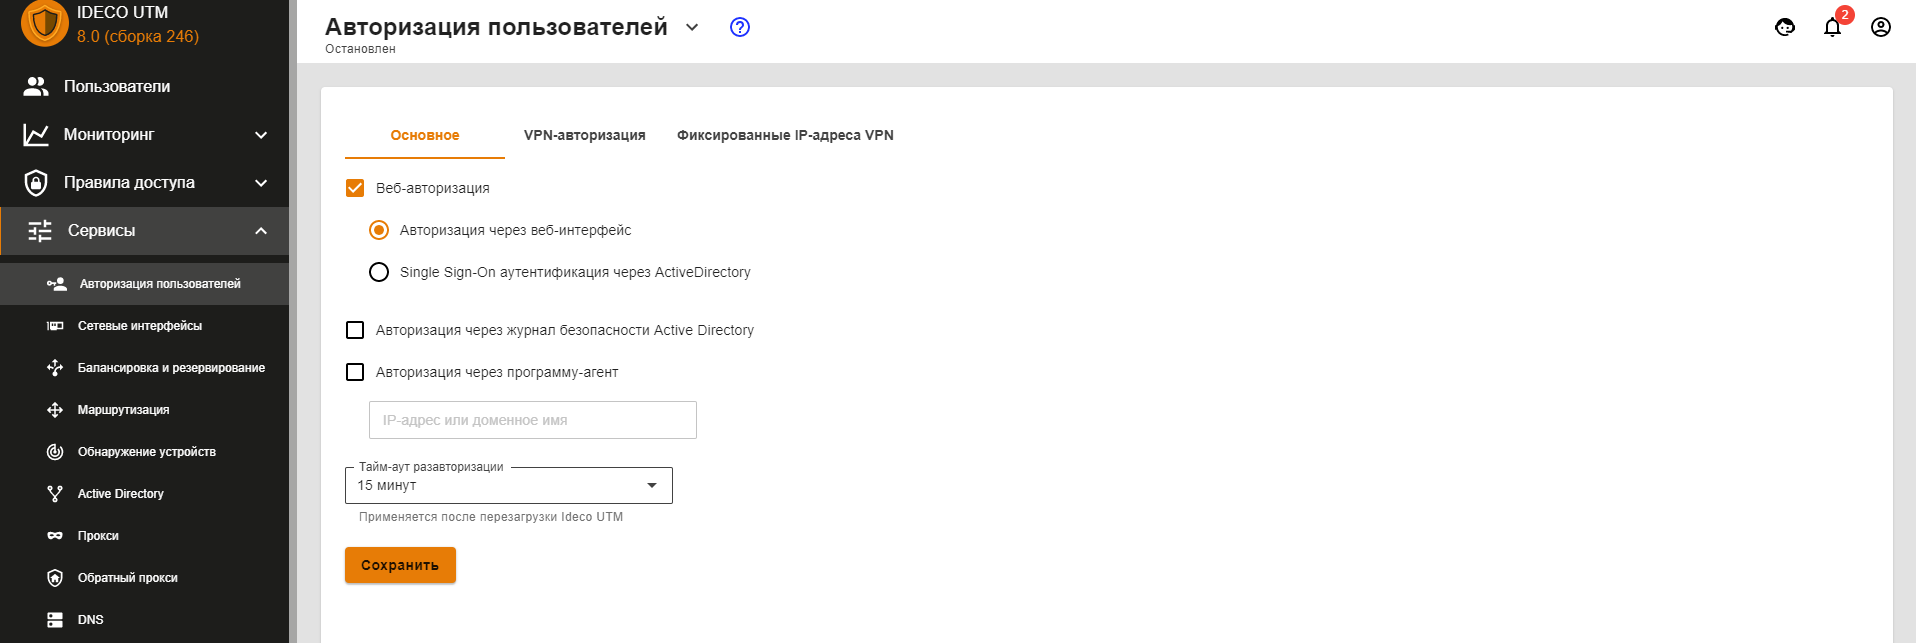 IDECO UTM
8.0 (сборка 246)
Пользователи
Мониторинг
Правила доступа
Сервисы
Авторизация пользователей
Сетевые интерфейсы
Балансировка и резервирование
Маршрутизация
Обнаружение устройств
Active Directory
Прокси
Обратный прокси
DNS
Авторизация пользователей
Остановлен
2
Основное
VPN-авторизация
Фиксированные IP-адреса VPN
Веб-авторизация
Авторизация через веб-интерфейс
Single Sign-On аутентификация через ActiveDirectory
Авторизация через журнал безопасности Active Directory
Авторизация через программу-агент
IP-адрес или доменное имя
Тайм-аут разавторизации
15 минут
Применяется после перезагрузки Ideco UTM
Сохранить